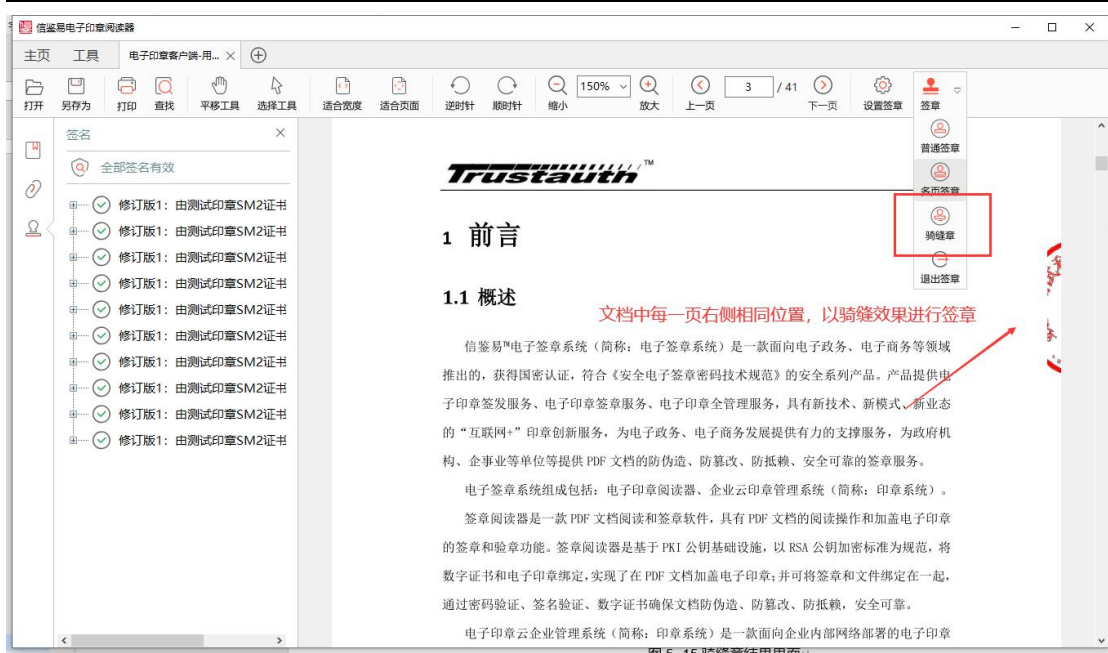 信鉴易电子印章阅读器
主页 工具 电子印章客户端-用...
打开 另存为 打印 查找 平移工具 选择工具 适合宽度 适合页面 逆时针 顺时针 缩小 150% 放大 上一页 3 / 41 下一页 设置签章 签章
普通签章
多页签章
骑缝章
退出签章
签名
全部签名有效
修订版1：由测试印章SM2证书
修订版1：由测试印章SM2证书
修订版1：由测试印章SM2证书
修订版1：由测试印章SM2证书
修订版1：由测试印章SM2证书
修订版1：由测试印章SM2证书
修订版1：由测试印章SM2证书
修订版1：由测试印章SM2证书
修订版1：由测试印章SM2证书
修订版1：由测试印章SM2证书
Trustauth™
1 前言
1.1 概述
文档中每一页右侧相同位置，以骑缝效果进行签章
信鉴易™电子签章系统（简称：电子签章系统）是一款面向电子政务、电子商务等领域
推出的，获得国密认证，符合《安全电子签章密码技术规范》的安全系列产品。产品提供电
子印章签发服务、电子印章签章服务、电子印章全管理服务，具有新技术、新模式、新业态
的“互联网+”印章创新服务，为电子政务、电子商务发展提供有力的支撑服务，为政府机
构、企事业等单位等提供 PDF 文档的防伪造、防篡改、防抵赖、安全可靠的签章服务。
电子签章系统组成包括：电子印章阅读器、企业云印章管理系统（简称：印章系统）。
签章阅读器是一款 PDF 文档阅读和签章软件，具有 PDF 文档的阅读操作和加盖电子印章
的签章和验章功能。签章阅读器是基于 PKI 公钥基础设施，以 RSA 公钥加密标准为规范，将
数字证书和电子印章绑定，实现了在 PDF 文档加盖电子印章；并可将签章和文件绑定在一起，
通过密码验证、签名验证、数字证书确保文档防伪造、防篡改、防抵赖，安全可靠。
电子印章云企业管理系统（简称：印章系统）是一款面向企业内部网络部署的电子印章
图 5-15 骑缝章结果界面